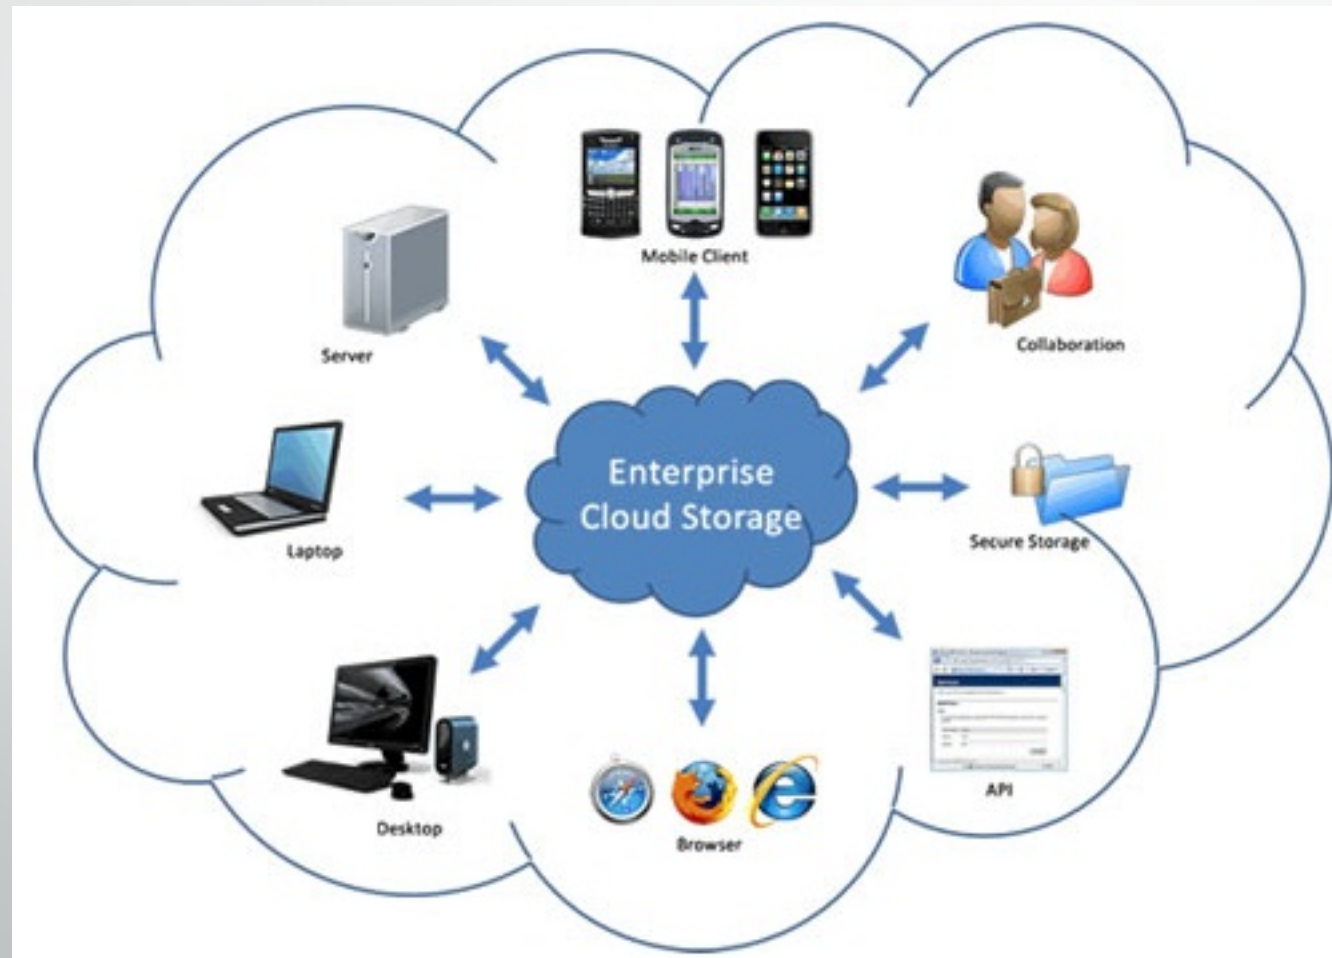 Mobile Client
Server
Collaboration
Enterprise
Cloud Storage
Laptop
Secure Storage
Desktop
Browser
API